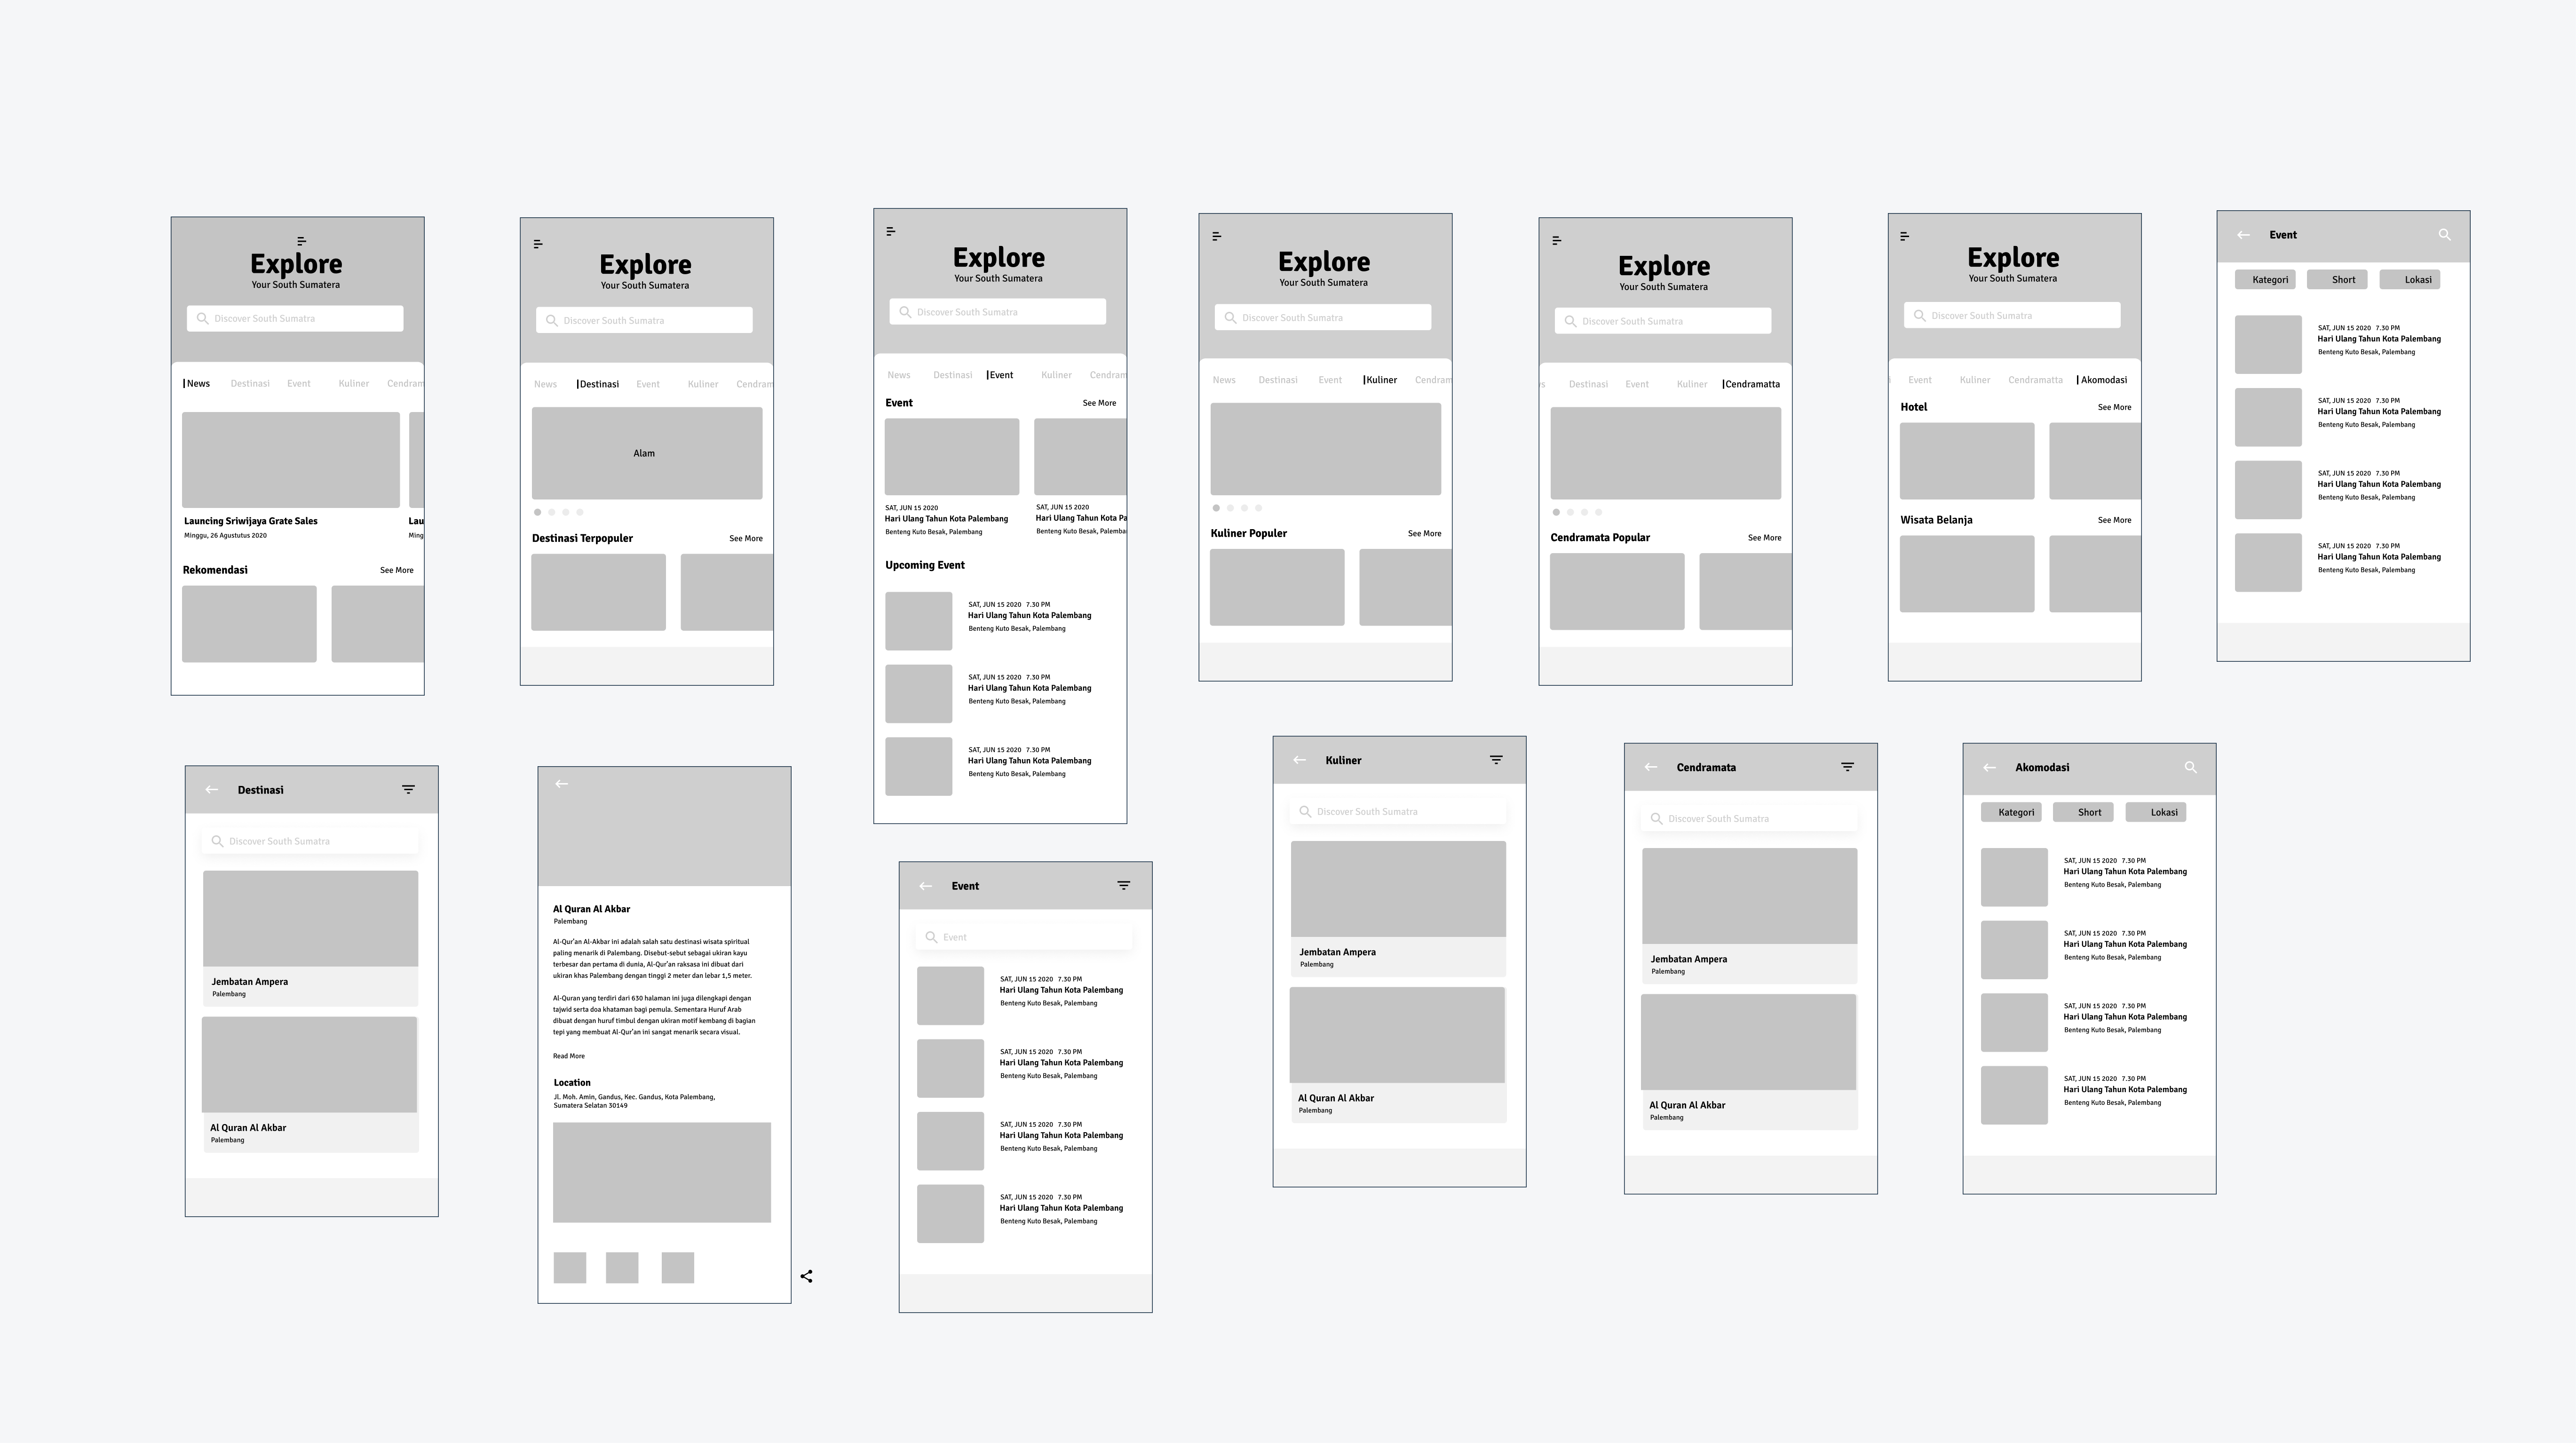 Explore
Your South Sumatera
Discover South Sumatra
News Destinasi Event Kuliner Cendram
Launcing Sriwijaya Grate Sales Lau
Minggu, 26 Agustutus 2020 Ming
Rekomendasi See More
Explore
Your South Sumatera
Discover South Sumatra
News Destinasi Event Kuliner Cendram
Alam
Destinasi Terpopuler See More
Explore
Your South Sumatera
Discover South Sumatra
News Destinasi Event Kuliner Cendram
Event See More
SAT, JUN 15 2020 SAT, JUN 15 2020
Hari Ulang Tahun Kota Palembang Hari Ulang Tahun Kota Pa
Benteng Kuto Besak, Palembang Benteng Kuto Besak, Palemba
Upcoming Event
SAT, JUN 15 2020 7.30 PM
Hari Ulang Tahun Kota Palembang
Benteng Kuto Besak, Palembang
SAT, JUN 15 2020 7.30 PM
Hari Ulang Tahun Kota Palembang
Benteng Kuto Besak, Palembang
SAT, JUN 15 2020 7.30 PM
Hari Ulang Tahun Kota Palembang
Benteng Kuto Besak, Palembang
Explore
Your South Sumatera
Discover South Sumatra
News Destinasi Event Kuliner Cendram
Kuliner Populer See More
Explore
Your South Sumatera
Discover South Sumatra
s Destinasi Event Kuliner Cendramatta
Cendramata Popular See More
Explore
Your South Sumatera
Discover South Sumatra
i Event Kuliner Cendramatta Akomodasi
Hotel See More
Wisata Belanja See More
Event
Kategori Short Lokasi
SAT, JUN 15 2020 7.30 PM
Hari Ulang Tahun Kota Palembang
Benteng Kuto Besak, Palembang
SAT, JUN 15 2020 7.30 PM
Hari Ulang Tahun Kota Palembang
Benteng Kuto Besak, Palembang
SAT, JUN 15 2020 7.30 PM
Hari Ulang Tahun Kota Palembang
Benteng Kuto Besak, Palembang
SAT, JUN 15 2020 7.30 PM
Hari Ulang Tahun Kota Palembang
Benteng Kuto Besak, Palembang
Destinasi
Discover South Sumatra
Jembatan Ampera
Palembang
Al Quran Al Akbar
Palembang
Al Quran Al Akbar
Palembang
Al-Qur'an Al-Akbar ini adalah salah satu destinasi wisata spiritual
paling menarik di Palembang. Disebut-sebut sebagai ukiran kayu
terbesar dan pertama di dunia, Al-Qur'an raksasa ini dibuat dari
ukiran khas Palembang dengan tinggi 2 meter dan lebar 1,5 meter.
Al-Quran yang terdiri dari 630 halaman ini juga dilengkapi dengan
tajwid serta doa khataman bagi pemula. Sementara Huruf Arab
dibuat dengan huruf timbul dengan ukiran motif kembang di bagian
tepi yang membuat Al-Qur'an ini sangat menarik secara visual.
Read More
Location
Jl. Moh. Amin, Gandus, Kec. Gandus, Kota Palembang,
Sumatera Selatan 30149
Event
Event
SAT, JUN 15 2020 7.30 PM
Hari Ulang Tahun Kota Palembang
Benteng Kuto Besak, Palembang
SAT, JUN 15 2020 7.30 PM
Hari Ulang Tahun Kota Palembang
Benteng Kuto Besak, Palembang
SAT, JUN 15 2020 7.30 PM
Hari Ulang Tahun Kota Palembang
Benteng Kuto Besak, Palembang
SAT, JUN 15 2020 7.30 PM
Hari Ulang Tahun Kota Palembang
Benteng Kuto Besak, Palembang
Kuliner
Discover South Sumatra
Jembatan Ampera
Palembang
Al Quran Al Akbar
Palembang
Cendramata
Discover South Sumatra
Jembatan Ampera
Palembang
Al Quran Al Akbar
Palembang
Akomodasi
Kategori Short Lokasi
SAT, JUN 15 2020 7.30 PM
Hari Ulang Tahun Kota Palembang
Benteng Kuto Besak, Palembang
SAT, JUN 15 2020 7.30 PM
Hari Ulang Tahun Kota Palembang
Benteng Kuto Besak, Palembang
SAT, JUN 15 2020 7.30 PM
Hari Ulang Tahun Kota Palembang
Benteng Kuto Besak, Palembang
SAT, JUN 15 2020 7.30 PM
Hari Ulang Tahun Kota Palembang
Benteng Kuto Besak, Palembang